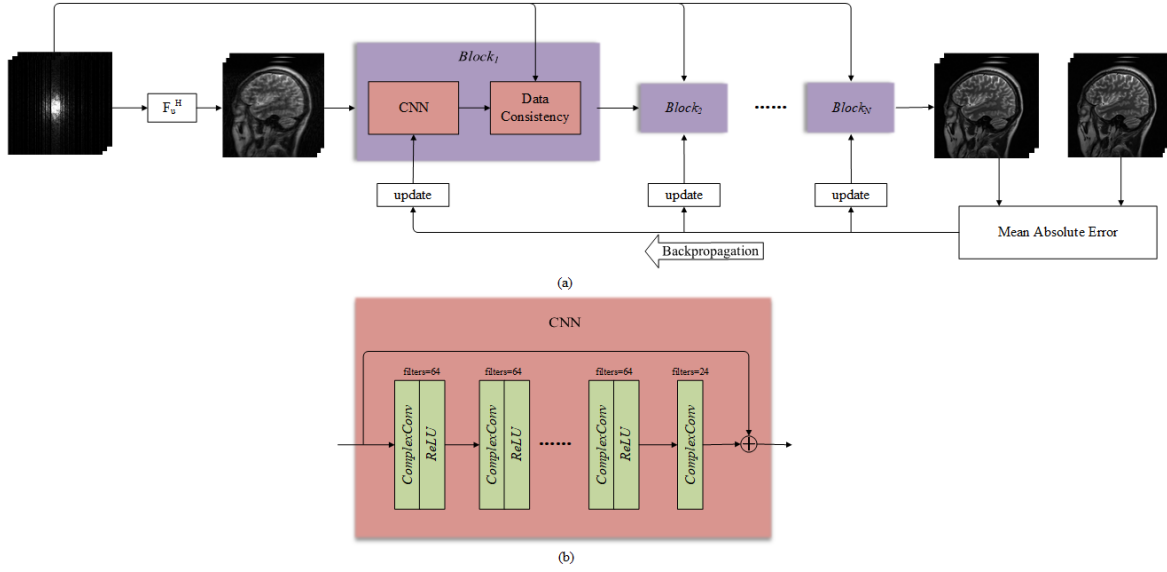 Block₁
F_u^H
CNN
Data
Consistency
Block₂
......
Block_N
update
update
update
Mean Absolute Error
Backpropagation
(a)
CNN
filters=64
filters=64
filters=64
filters=24
ComplexConv
ReLU
ComplexConv
ReLU
......
ComplexConv
ReLU
ComplexConv
(b)